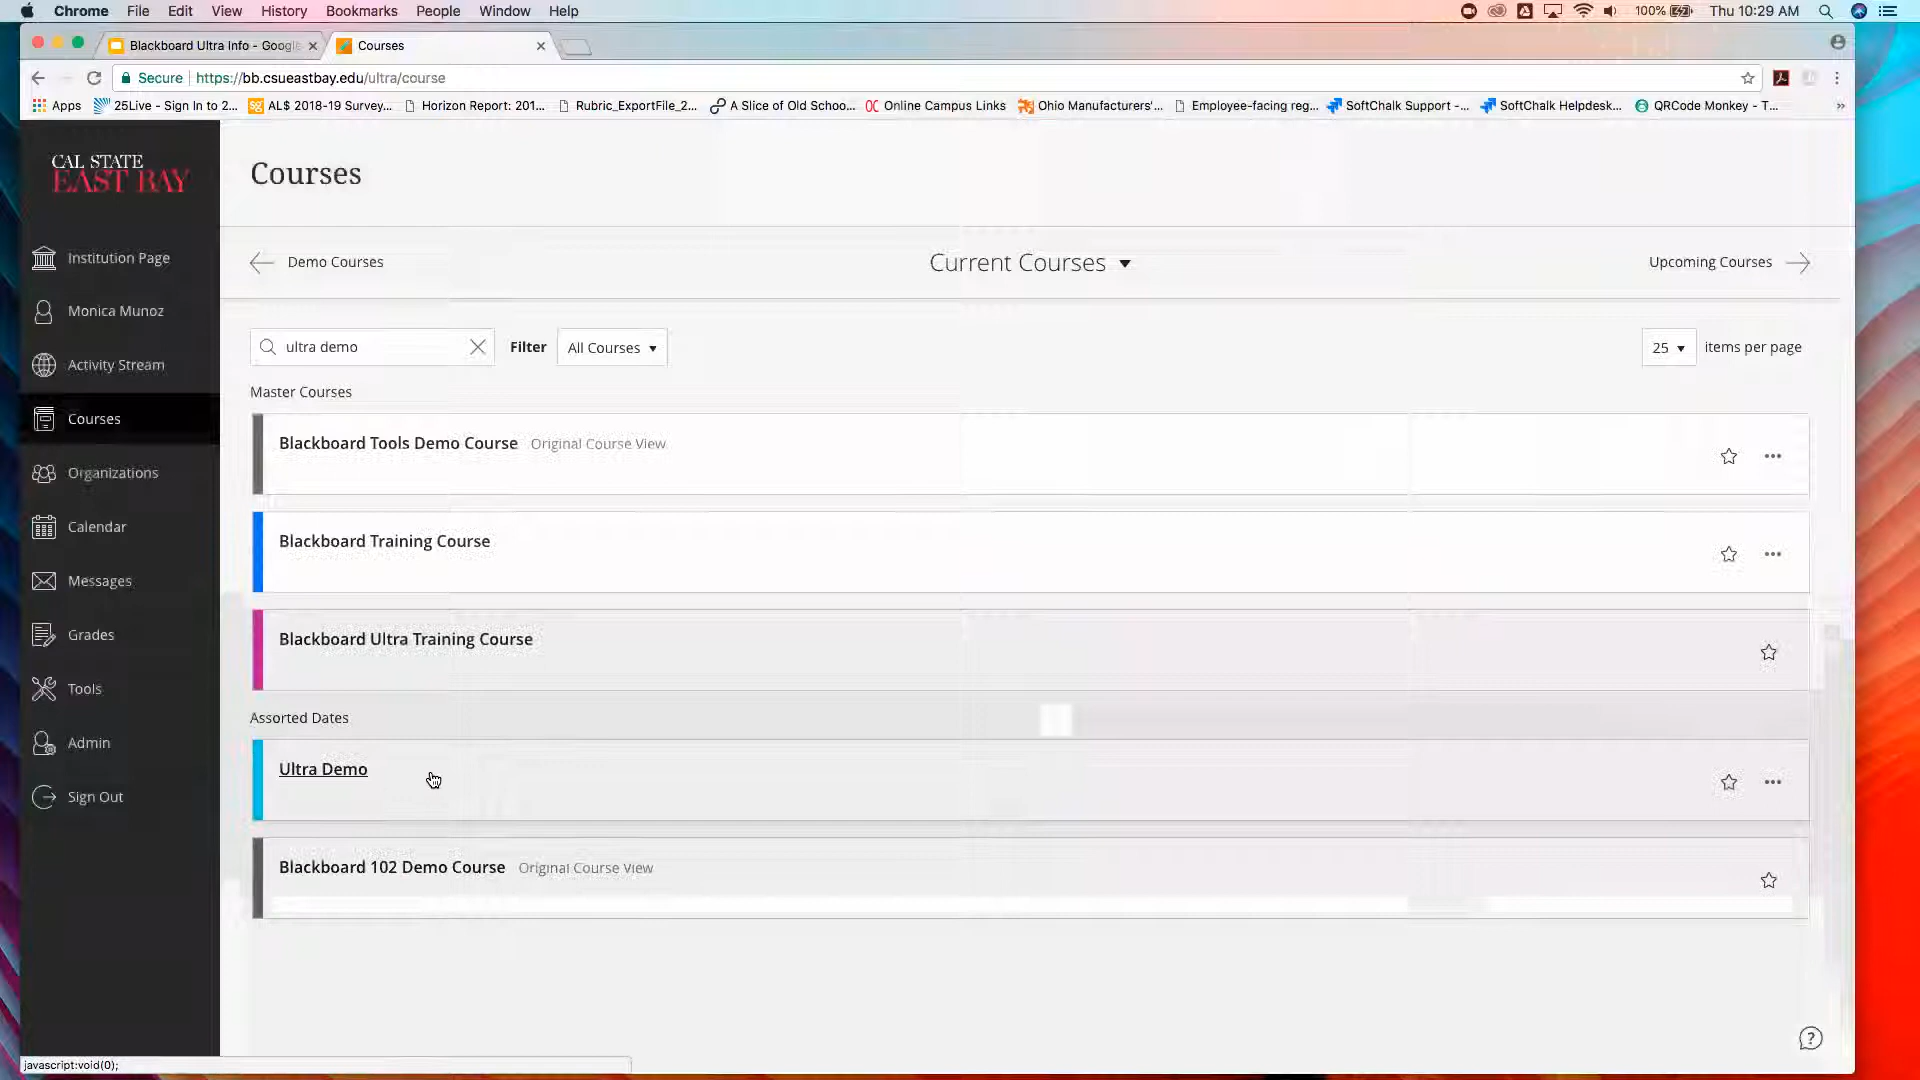 Chrome File Edit View History Bookmarks People Window Help 100% Thu 10:29 AM
Blackboard Ultra Info - Google Courses
Secure https://bb.csueastbay.edu/ultra/course
Apps 25Live - Sign In to 2... AL$ 2018-19 Survey... Horizon Report: 201... Rubric_ExportFile_2... A Slice of Old Schoo... Online Campus Links Ohio Manufacturers'... Employee-facing reg... SoftChalk Support -... SoftChalk Helpdesk... QRCode Monkey - T... »
CAL STATE
EAST BAY
Institution Page
Monica Munoz
Activity Stream
Courses
Organizations
Calendar
Messages
Grades
Tools
Admin
Sign Out
Courses
Demo Courses Current Courses Upcoming Courses
ultra demo Filter All Courses 25 items per page
Master Courses
Blackboard Tools Demo Course Original Course View
Blackboard Training Course
Blackboard Ultra Training Course
Assorted Dates
Ultra Demo
Blackboard 102 Demo Course Original Course View
javascript:void(0);